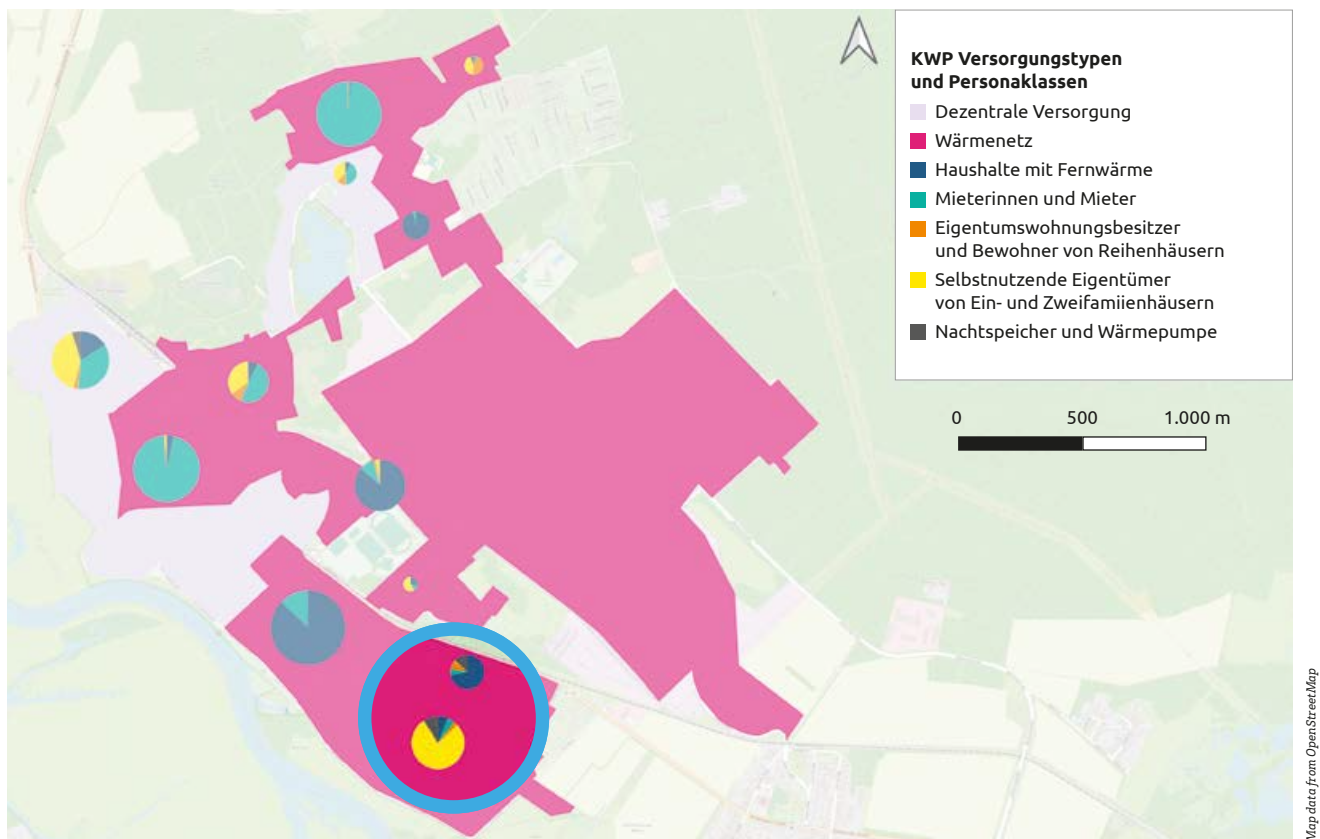 KWP Versorgungstypen
und Personaklassen
Dezentrale Versorgung
Wärmenetz
Haushalte mit Fernwärme
Mieterinnen und Mieter
Eigentumswohnungsbesitzer
und Bewohner von Reihenhäusern
Selbstnutzende Eigentümer
von Ein- und Zweifamiienhäusern
Nachtspeicher und Wärmepumpe
0 500 1.000 m
Map data from OpenStreetMap